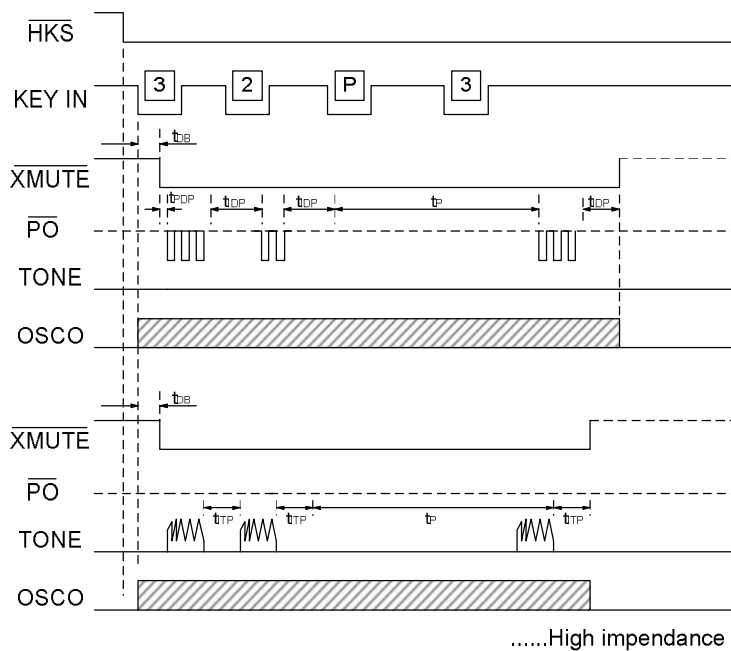 HKS
KEY IN 3 2 P 3
tDB
XMUTE
tPDP tIDP tIDP tP tIDP
PO
TONE
OSCO
tDB
XMUTE
PO
tITP tITP tP tITP
TONE
OSCO
......High impendance